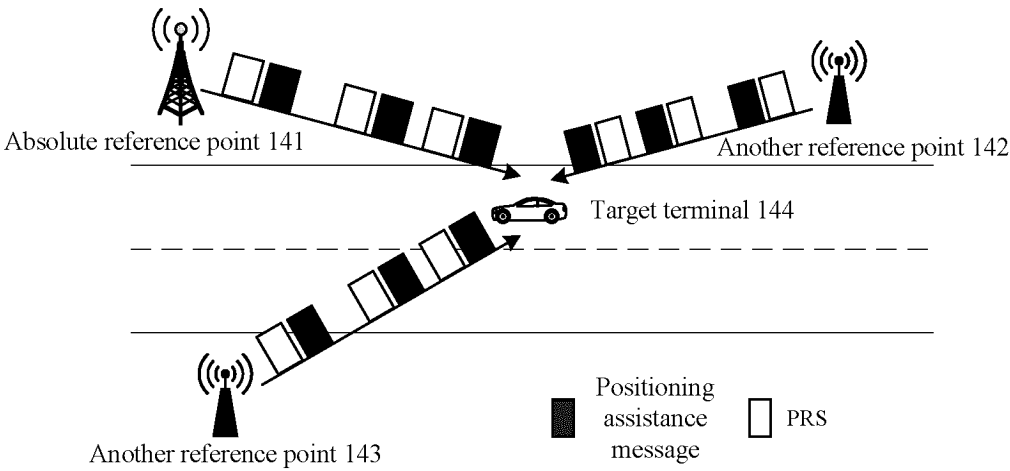 Absolute reference point 141
Another reference point 142
Target terminal 144
Another reference point 143
Positioning
assistance
message
PRS